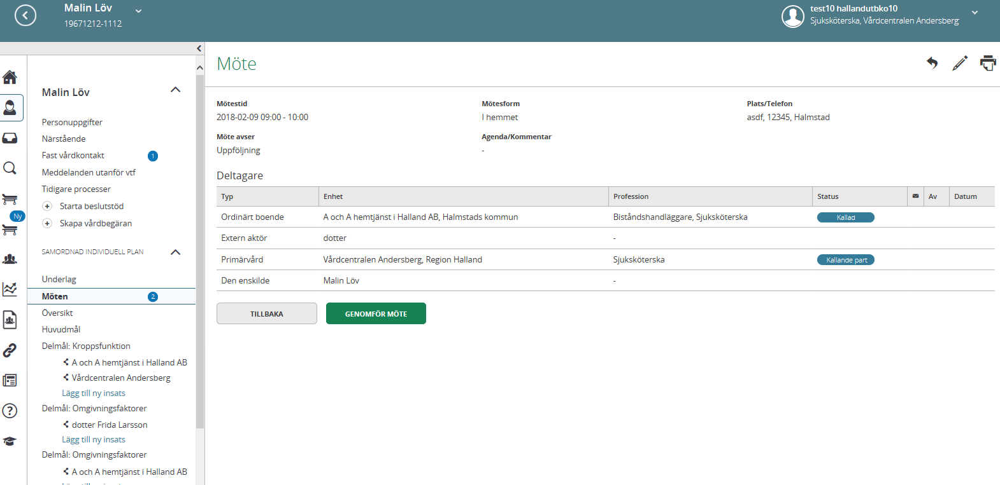 Malin Löv
19671212-1112
test10 hallandutbko10
Sjuksköterska, Vårdcentralen Andersberg
Ny
Malin Löv
Personuppgifter
Närstående
Fast vårdkontakt 1
Meddelanden utanför vtf
Tidigare processer
Starta beslutstöd
Skapa vårdbegäran
SAMORDNAD INDIVIDUELL PLAN
Underlag
Möten 2
Översikt
Huvudmål
Delmål: Kroppsfunktion
A och A hemtjänst i Halland AB
Vårdcentralen Andersberg
Lägg till ny insats
Delmål: Omgivningsfaktorer
dotter Frida Larsson
Lägg till ny insats
Delmål: Omgivningsfaktorer
A och A hemtjänst i Halland AB
Möte
Mötestid Mötesform Plats/Telefon
2018-02-09 09:00 - 10:00 I hemmet asdf, 12345, Halmstad
Möte avser Agenda/Kommentar
Uppföljning -
Deltagare
Typ Enhet Profession Status Av Datum
Ordinärt boende A och A hemtjänst i Halland AB, Halmstads kommun Biståndshandläggare, Sjuksköterska Kallad
Extern aktör dotter -
Primärvård Vårdcentralen Andersberg, Region Halland Sjuksköterska Kallande part
Den enskilde Malin Löv -
TILLBAKA GENOMFÖR MÖTE